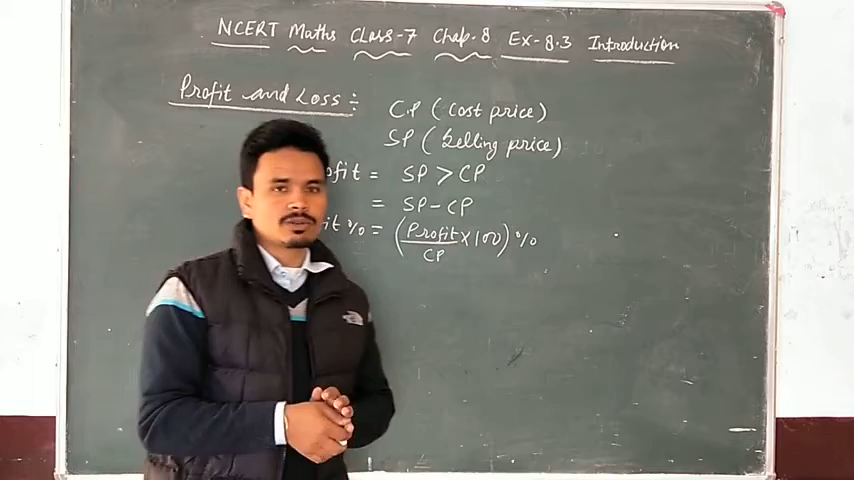 NCERT Maths Class-7 Chap. 8 Ex-8.3 Introduction
Profit and Loss ÷
C.P ( Cost price )
SP ( Selling price )
ofit = SP > CP
= SP - CP
it % = (Profit/CP × 100) %